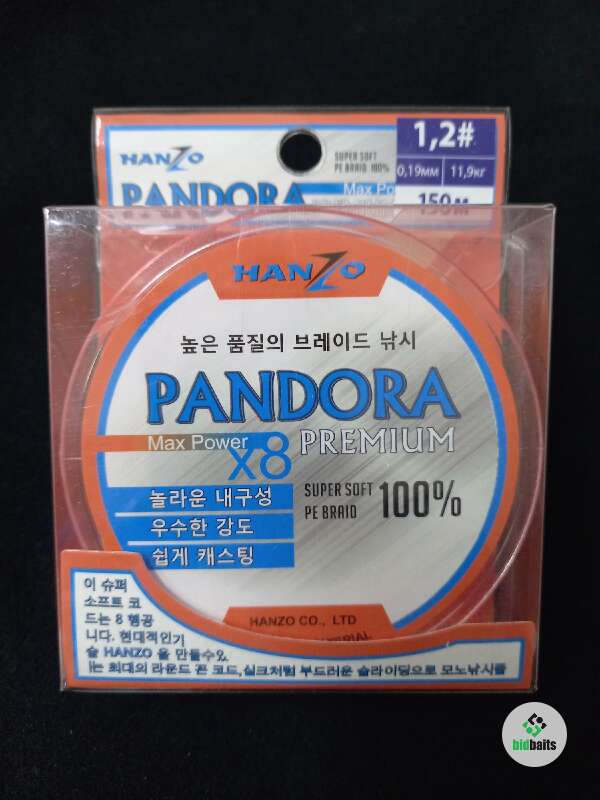 HANZO
SUPER SOFT
PE BRAID 100%
1,2#
0,19мм 11,9кг
150 м
PANDORA
Max Po
HANZO
높은 품질의 브레이드 낚시
PANDORA
Max Power
X8
PREMIUM
놀라운 내구성
우수한 강도
쉽게 캐스팅
SUPER SOFT
PE BRAID
100%
HANZO CO., LTD
이 슈퍼
소프트 코
드는 8 행공
니다. 현대적인기
술 HANZO 을 만들수있
는 최대의 라운드 꼰 코드,실크처럼 부드러운 슬라이딩으로 모노낚시를
bidbaits